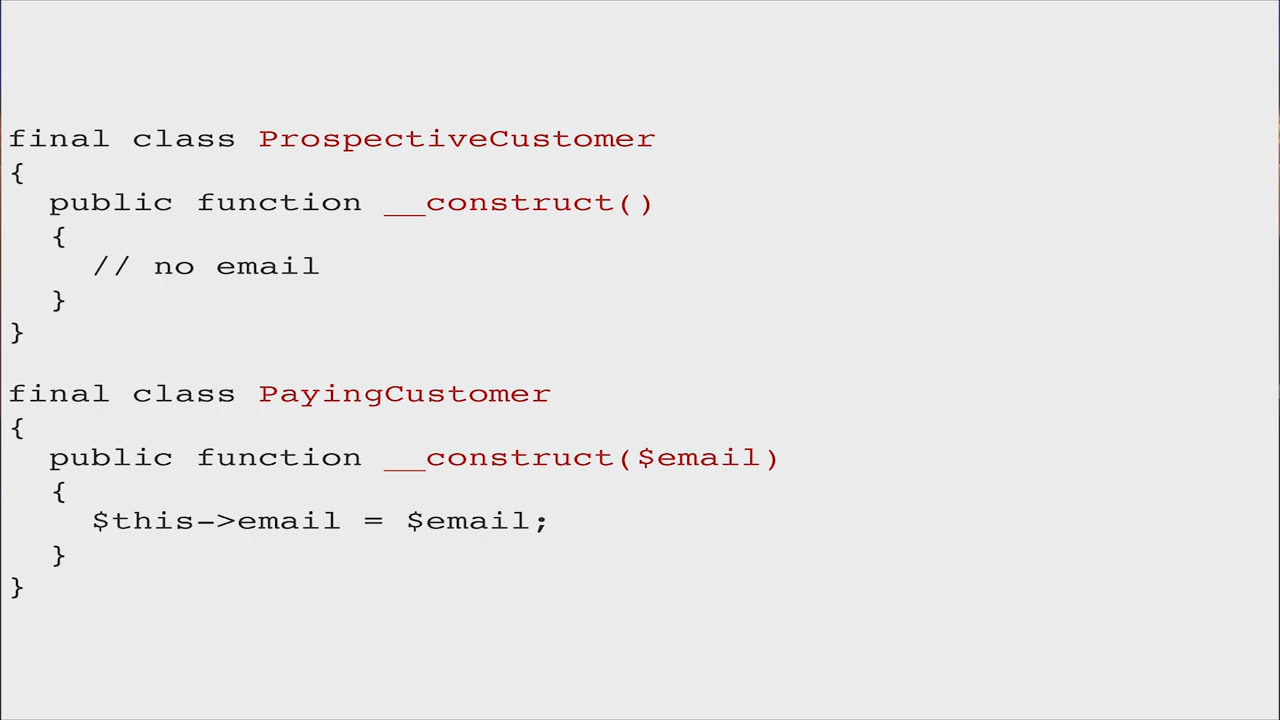 final class ProspectiveCustomer
{
public function __construct()
{
// no email
}
}
final class PayingCustomer
{
public function __construct($email)
{
$this->email = $email;
}
}